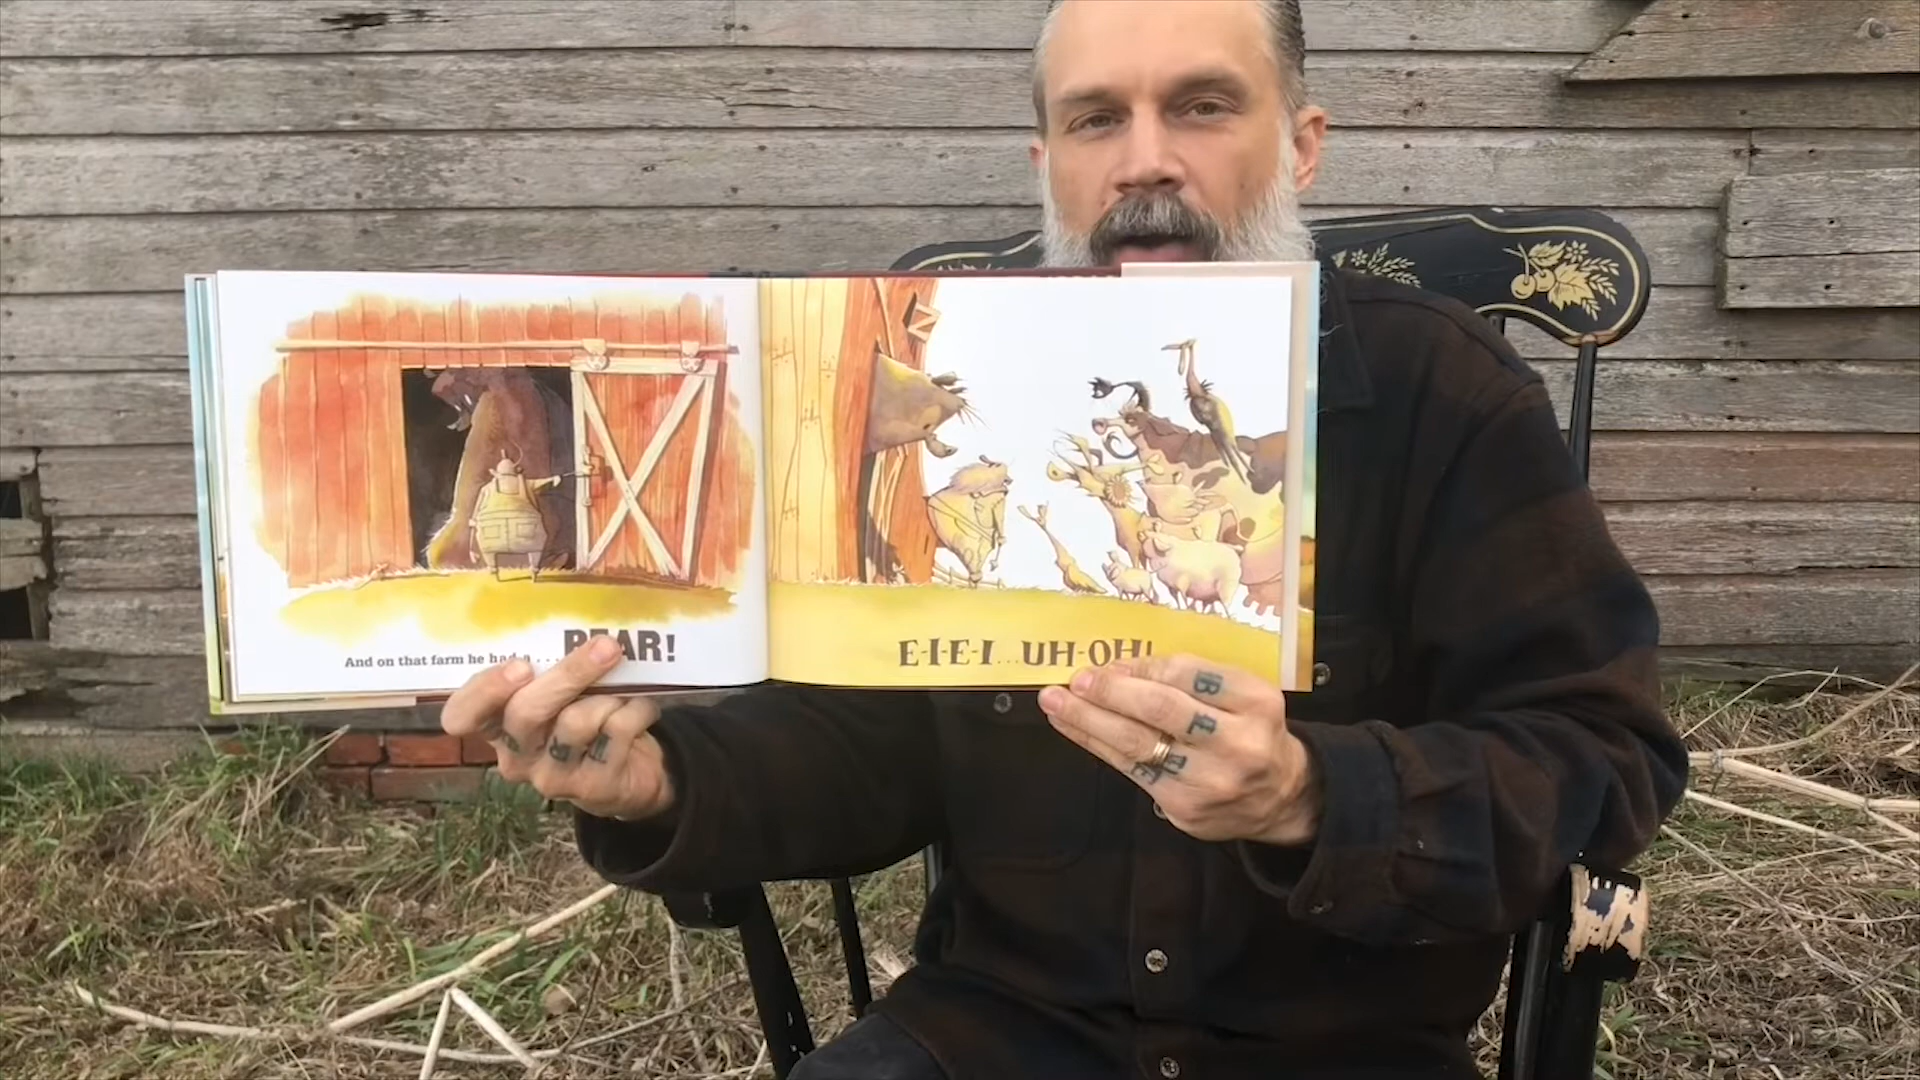 And on that farm he had a . . . BEAR!
E-I-E-I...UH-OH!